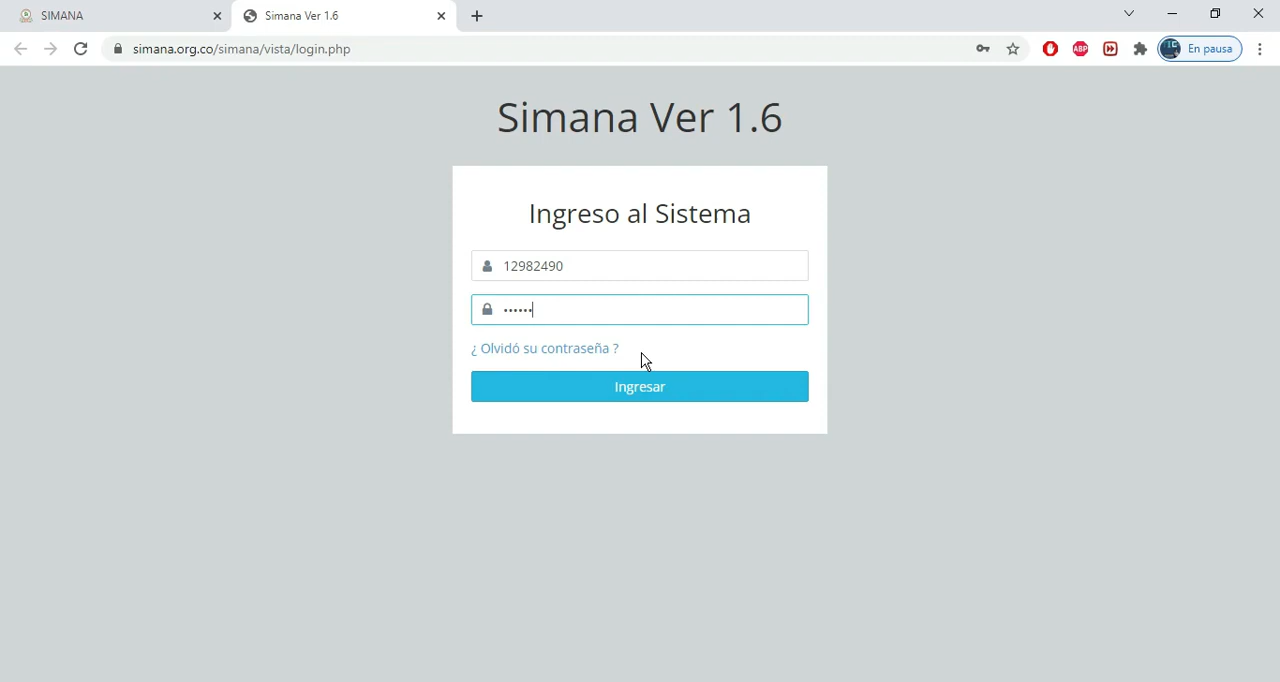 SIMANA
Simana Ver 1.6
simana.org.co/simana/vista/login.php
ABP
En pausa
Simana Ver 1.6
Ingreso al Sistema
12982490
••••••
¿ Olvidó su contraseña ?
Ingresar